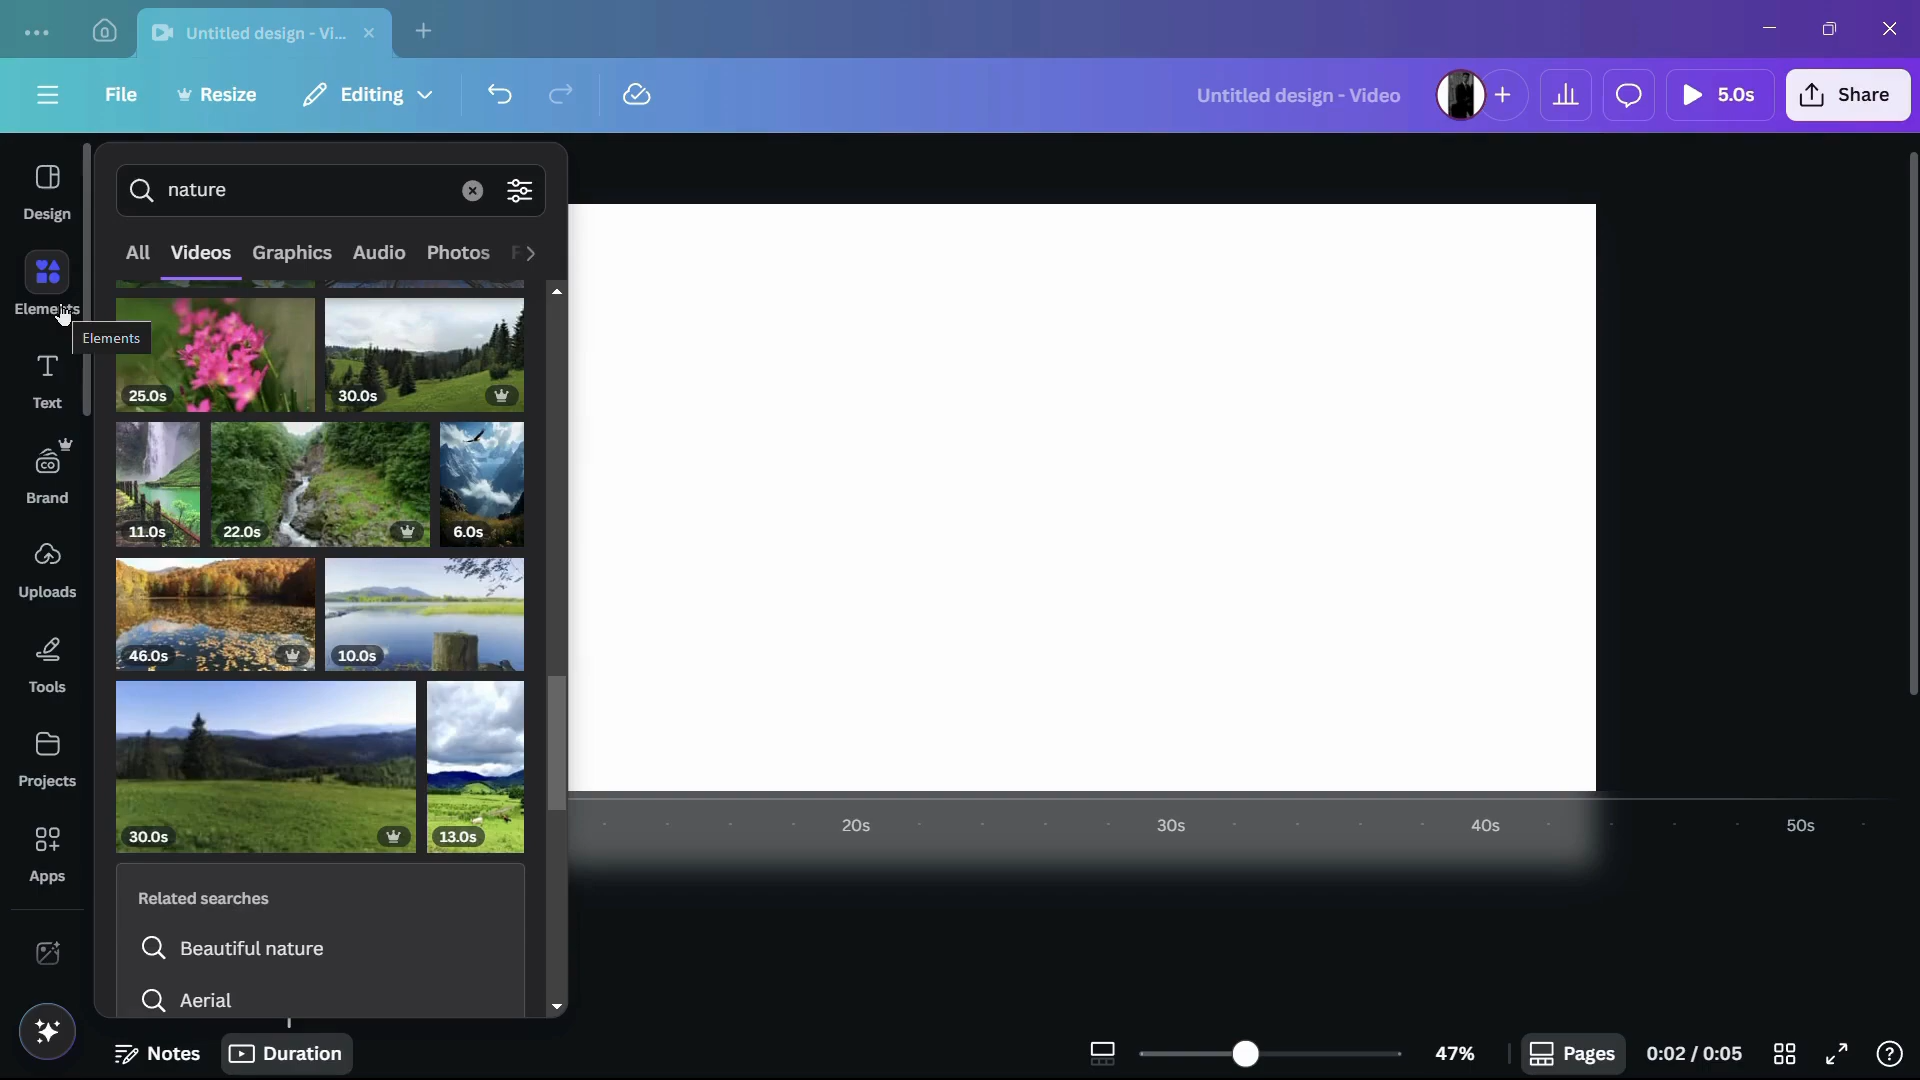 Untitled design - Vi...
File
Resize
Editing
Untitled design - Video
5.0s
Share
nature
Design
All Videos Graphics Audio Photos F
Elements
Elements
25.0s
30.0s
Text
11.0s
22.0s
6.0s
Brand
Uploads
46.0s
10.0s
Tools
Projects
30.0s
13.0s
20s 30s 40s 50s
Apps
Related searches
Beautiful nature
Aerial
Notes
Duration
47%
Pages
0:02 / 0:05